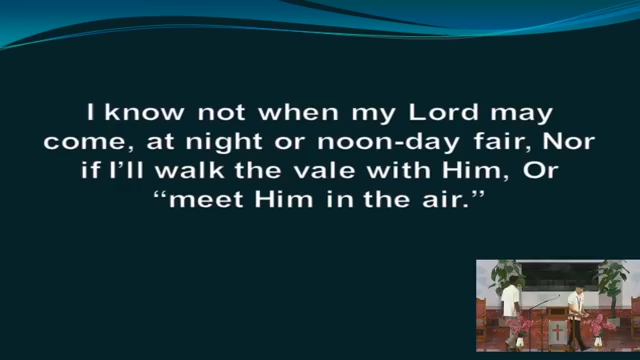 I know not when my Lord may
come, at night or noon-day fair, Nor
if I’ll walk the vale with Him, Or
“meet Him in the air.”